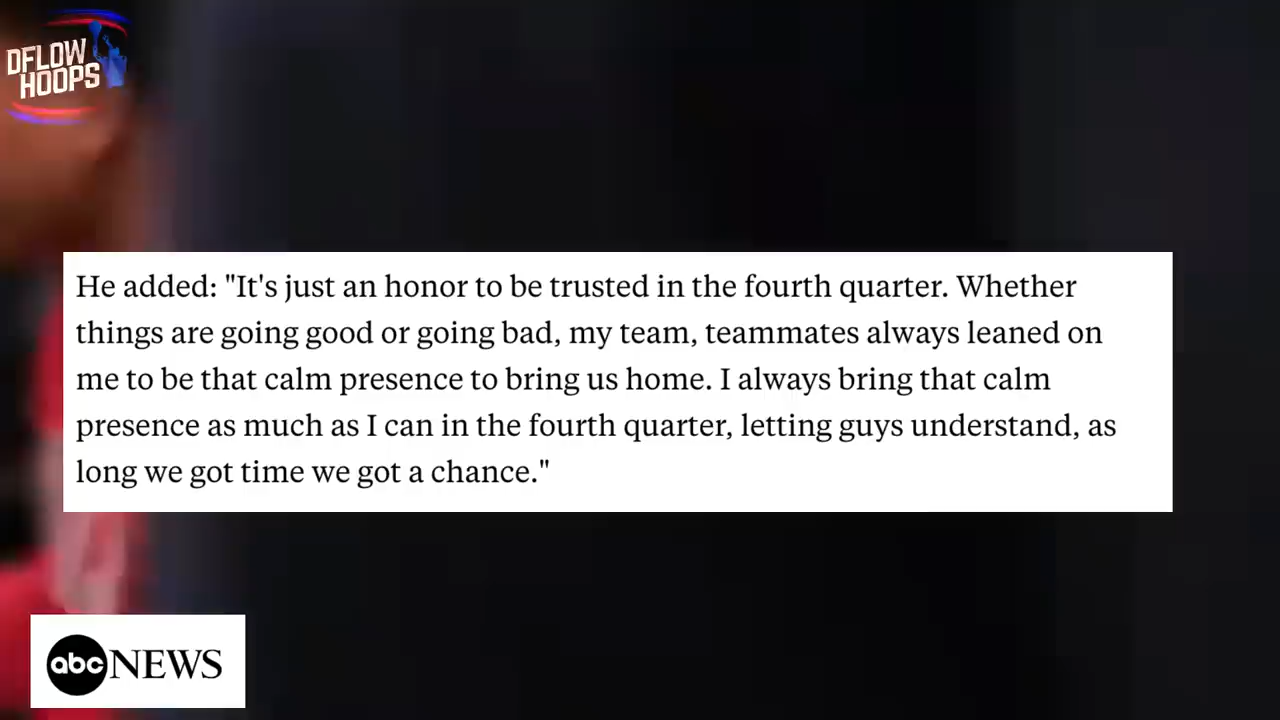 DFLOW
HOOPS
He added: "It's just an honor to be trusted in the fourth quarter. Whether
things are going good or going bad, my team, teammates always leaned on
me to be that calm presence to bring us home. I always bring that calm
presence as much as I can in the fourth quarter, letting guys understand, as
long we got time we got a chance."
abc NEWS